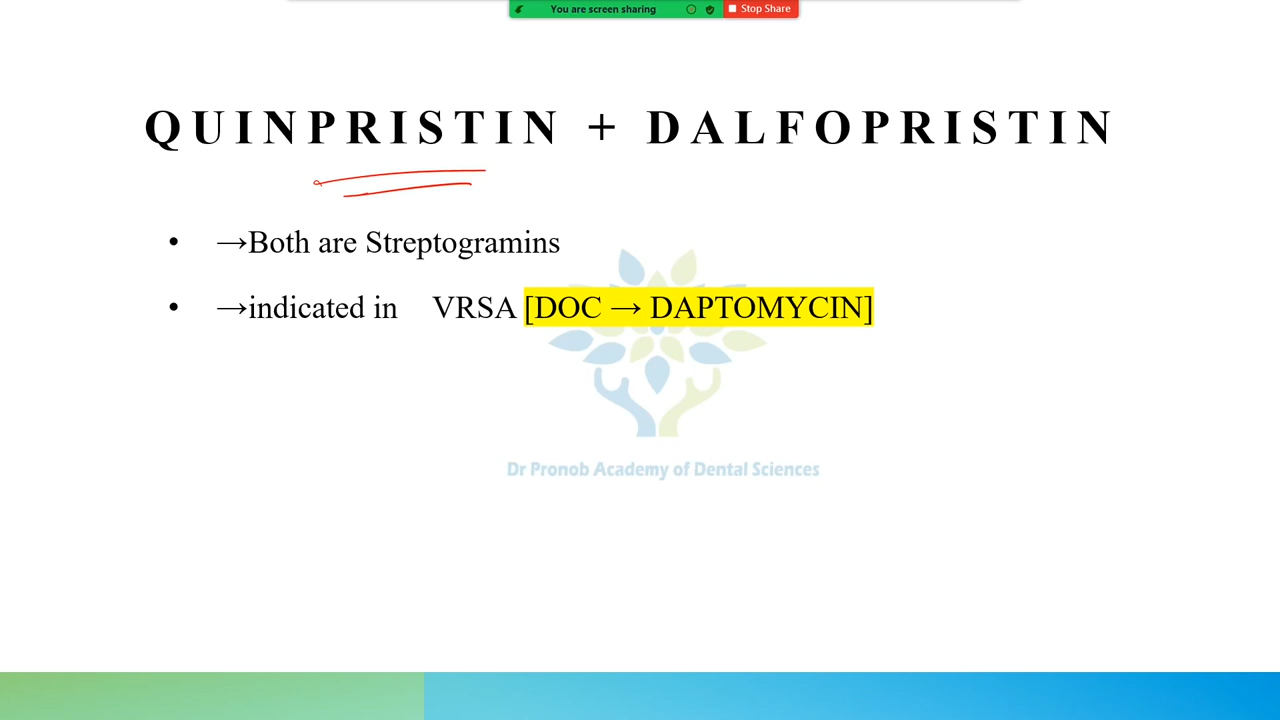 You are screen sharing
Stop Share
QUINPRISTIN + DALFOPRISTIN
• →Both are Streptogramins
• →indicated in VRSA [DOC → DAPTOMYCIN]
Dr Pronob Academy of Dental Sciences